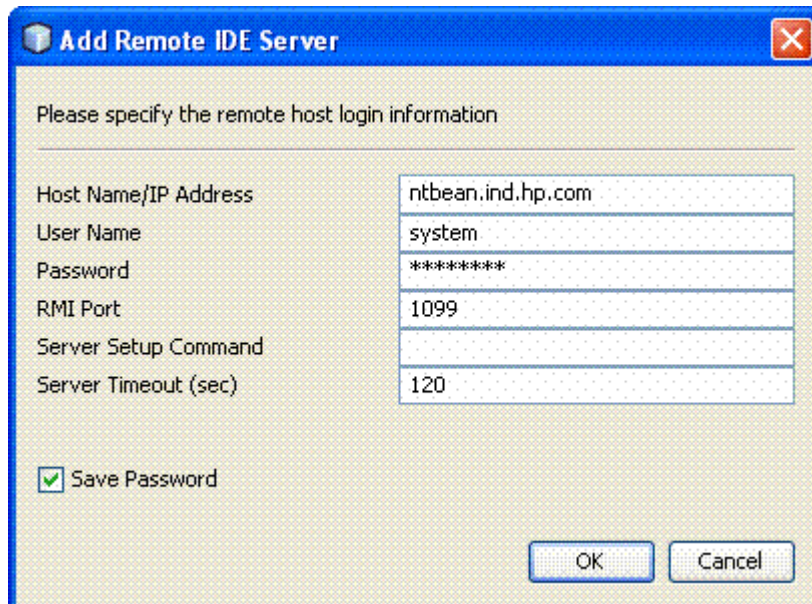 Add Remote IDE Server
Please specify the remote host login information
Host Name/IP Address ntbean.ind.hp.com
User Name system
Password ********
RMI Port 1099
Server Setup Command
Server Timeout (sec) 120
Save Password
OK Cancel